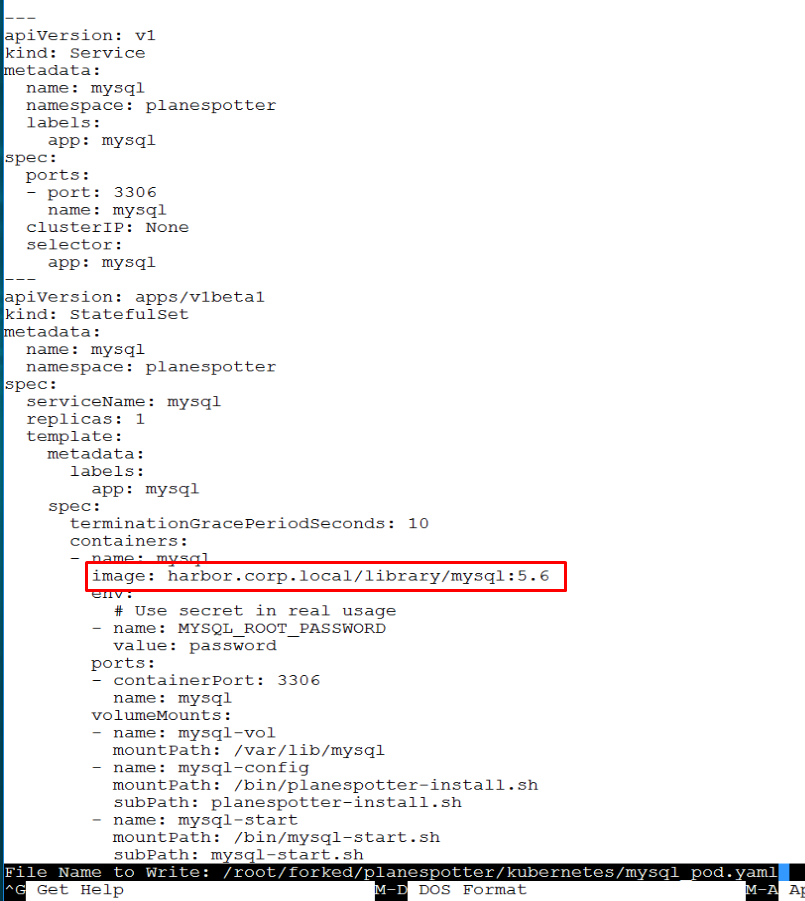 ---
apiVersion: v1
kind: Service
metadata:
  name: mysql
  namespace: planespotter
  labels:
    app: mysql
spec:
  ports:
  - port: 3306
    name: mysql
  clusterIP: None
  selector:
    app: mysql
---
apiVersion: apps/v1beta1
kind: StatefulSet
metadata:
  name: mysql
  namespace: planespotter
spec:
  serviceName: mysql
  replicas: 1
  template:
    metadata:
      labels:
        app: mysql
    spec:
      terminationGracePeriodSeconds: 10
      containers:
      - name: mysql
        image: harbor.corp.local/library/mysql:5.6
        env:
          # Use secret in real usage
        - name: MYSQL_ROOT_PASSWORD
          value: password
        ports:
        - containerPort: 3306
          name: mysql
        volumeMounts:
        - name: mysql-vol
          mountPath: /var/lib/mysql
        - name: mysql-config
          mountPath: /bin/planespotter-install.sh
          subPath: planespotter-install.sh
        - name: mysql-start
          mountPath: /bin/mysql-start.sh
          subPath: mysql-start.sh
File Name to Write: /root/forked/planespotter/kubernetes/mysql_pod.yaml
^G Get Help M-D DOS Format M-A Ap